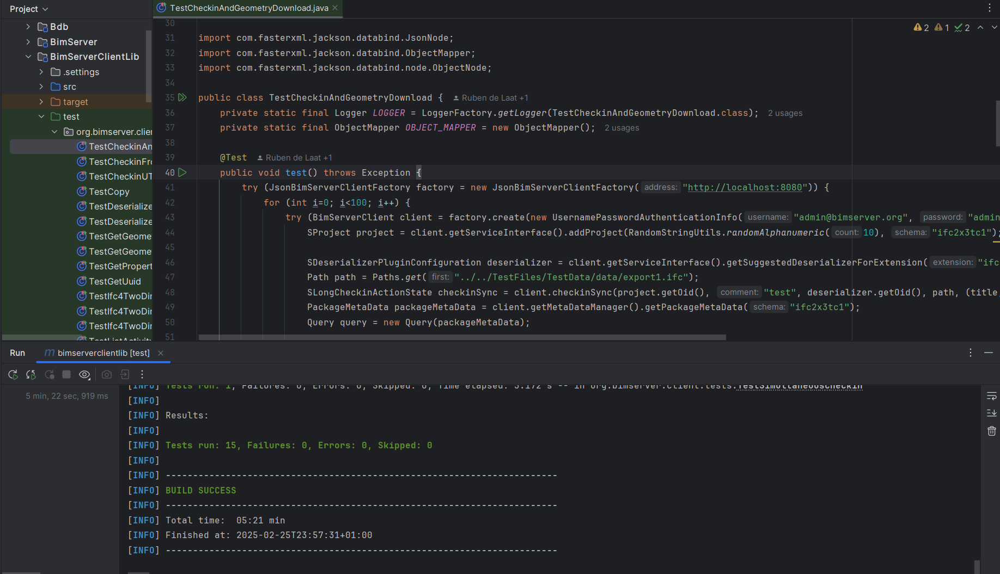 Project
TestCheckinAndGeometryDownload.java
Bdb
BimServer
BimServerClientLib
.settings
src
target
test
org.bimserver.clie
TestCheckinAn
TestCheckinFr
TestCheckinUT
TestCopy
TestDeserialize
TestDeserialize
TestGetGeome
TestGetGeome
TestGetPropert
TestGetUuid
TestIfc4TwoDi
TestIfc4TwoDi
TestIfc4TwoDi
TestListActivit
2 1 2
30
31 import com.fasterxml.jackson.databind.JsonNode;
32 import com.fasterxml.jackson.databind.ObjectMapper;
33 import com.fasterxml.jackson.databind.node.ObjectNode;
34
35 public class TestCheckinAndGeometryDownload { Ruben de Laat +1
36 private static final Logger LOGGER = LoggerFactory.getLogger(TestCheckinAndGeometryDownload.class); 2 usages
37 private static final ObjectMapper OBJECT_MAPPER = new ObjectMapper(); 2 usages
38
39 @Test Ruben de Laat +1
40 public void test() throws Exception {
41 try (JsonBimServerClientFactory factory = new JsonBimServerClientFactory( address: "http://localhost:8080")) {
42 for (int i=0; i<100; i++) {
43 try (BimServerClient client = factory.create(new UsernamePasswordAuthenticationInfo( username: "admin@bimserver.org", password: "admin
44 SProject project = client.getServiceInterface().addProject(RandomStringUtils.randomAlphanumeric( count: 10), schema: "ifc2x3tc1");
45
46 SDeserializerPluginConfiguration deserializer = client.getServiceInterface().getSuggestedDeserializerForExtension( extension: "ifc
47 Path path = Paths.get( first: "../../TestFiles/TestData/data/export1.ifc");
48 SLongCheckinActionState checkinSync = client.checkinSync(project.getOid(), comment: "test", deserializer.getOid(), path, (title,
49 PackageMetaData packageMetaData = client.getMetaDataManager().getPackageMetaData( schema: "ifc2x3tc1");
50 Query query = new Query(packageMetaData);
51
Run
bimserverclientlib [test]
5 min, 22 sec, 919 ms
[INFO] Tests run: 1, Failures: 0, Errors: 0, Skipped: 0, Time elapsed: 3.172 s -- in org.bimserver.client.tests.TestSimultaneousCheckin
[INFO]
[INFO] Results:
[INFO]
[INFO] Tests run: 15, Failures: 0, Errors: 0, Skipped: 0
[INFO]
[INFO] ------------------------------------------------------------------------
[INFO] BUILD SUCCESS
[INFO] ------------------------------------------------------------------------
[INFO] Total time:  05:21 min
[INFO] Finished at: 2025-02-25T23:57:31+01:00
[INFO] ------------------------------------------------------------------------